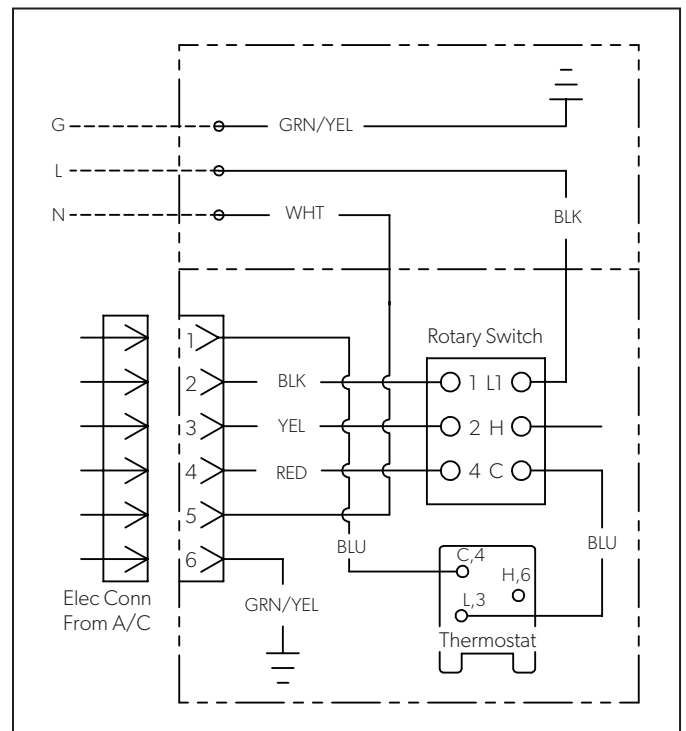 G GRN/YEL
L
N WHT BLK
Rotary Switch
1
2 BLK 1 L1
3 YEL 2 H
4 RED 4 C
5
BLU BLU
6 C,4
H,6
Elec Conn GRN/YEL L,3
From A/C
Thermostat